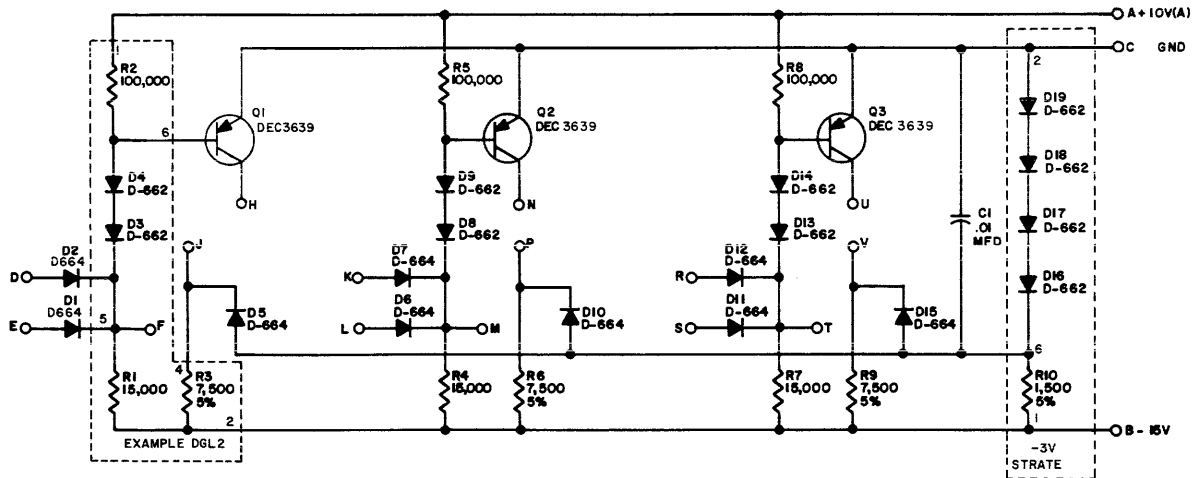 A+10V(A)
C GND
1
R2
100,000
R5
100,000
R8
100,000
2
Q1
DEC3639
Q2
DEC 3639
Q3
DEC 3639
6
D19
D-662
D4
D-662
D9
D-662
D14
D-662
D18
D-662
H
N
U
D3
D-662
D8
D-662
D13
D-662
C1
.01
MFD
D17
D-662
J
P
V
D2
D664
D7
D-664
D12
D-664
D
K
R
D16
D-662
D1
D664
D6
D-664
D11
D-664
E
5
F
D5
D-664
L
M
D10
D-664
S
T
D15
D-664
6
4
R1
15,000
R3
7,500
5%
R4
15,000
R6
7,500
5%
R7
15,000
R9
7,500
5%
R10
1,500
5%
2
1
B-15V
EXAMPLE DGL2
-3V
STRATE